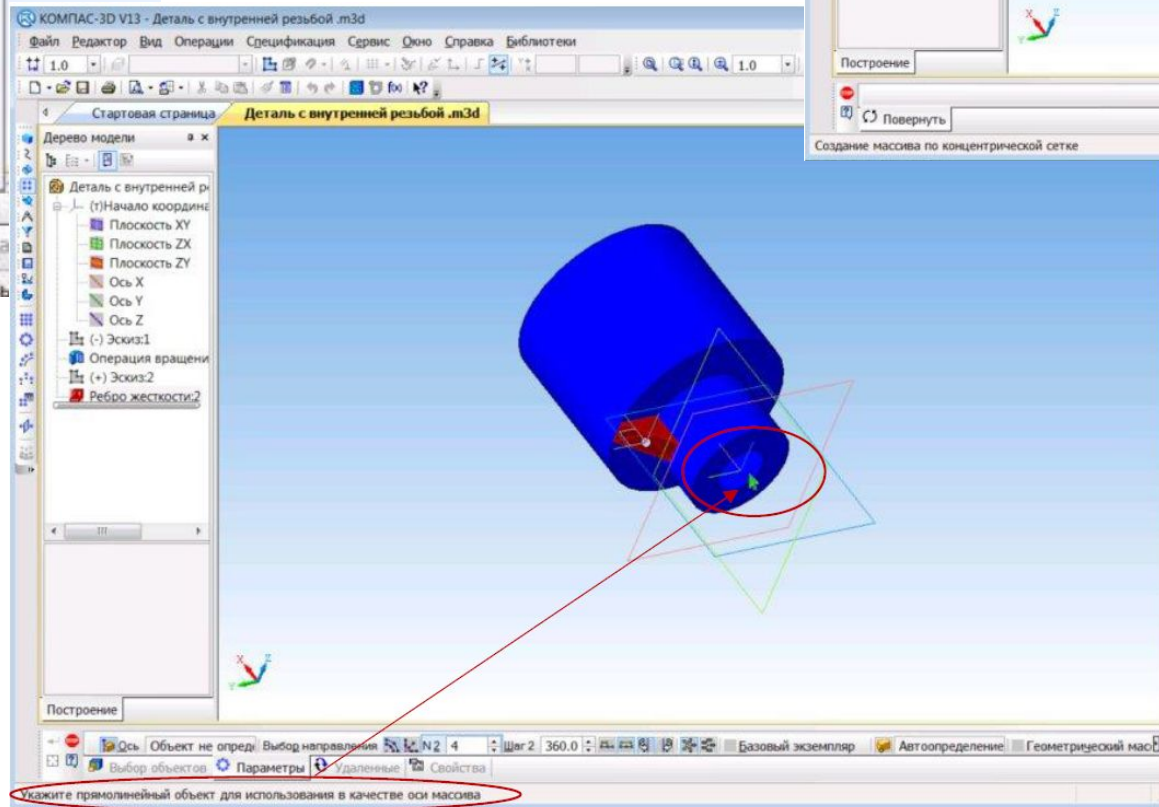 КОМПАС-3D V13 - Деталь с внутренней резьбой .m3d
Файл Редактор Вид Операции Спецификация Сервис Окно Справка Библиотеки
1.0 1.0
Стартовая страница Деталь с внутренней резьбой .m3d
Дерево модели
Деталь с внутренней ре
(т)Начало координа
Плоскость XY
Плоскость ZX
Плоскость ZY
Ось X
Ось Y
Ось Z
(-) Эскиз:1
Операция вращени
(+) Эскиз:2
Ребро жесткости:2
X Z
Y
Построение
Ось Объект не опреде Выбор направления N 2 4 Шаг 2 360.0 Базовый экземпляр Автоопределение Геометрический мас
Выбор объектов Параметры Удаленные Свойства
Укажите прямолинейный объект для использования в качестве оси массива
X Z
Y
Построение
Повернуть
Создание массива по концентрической сетке